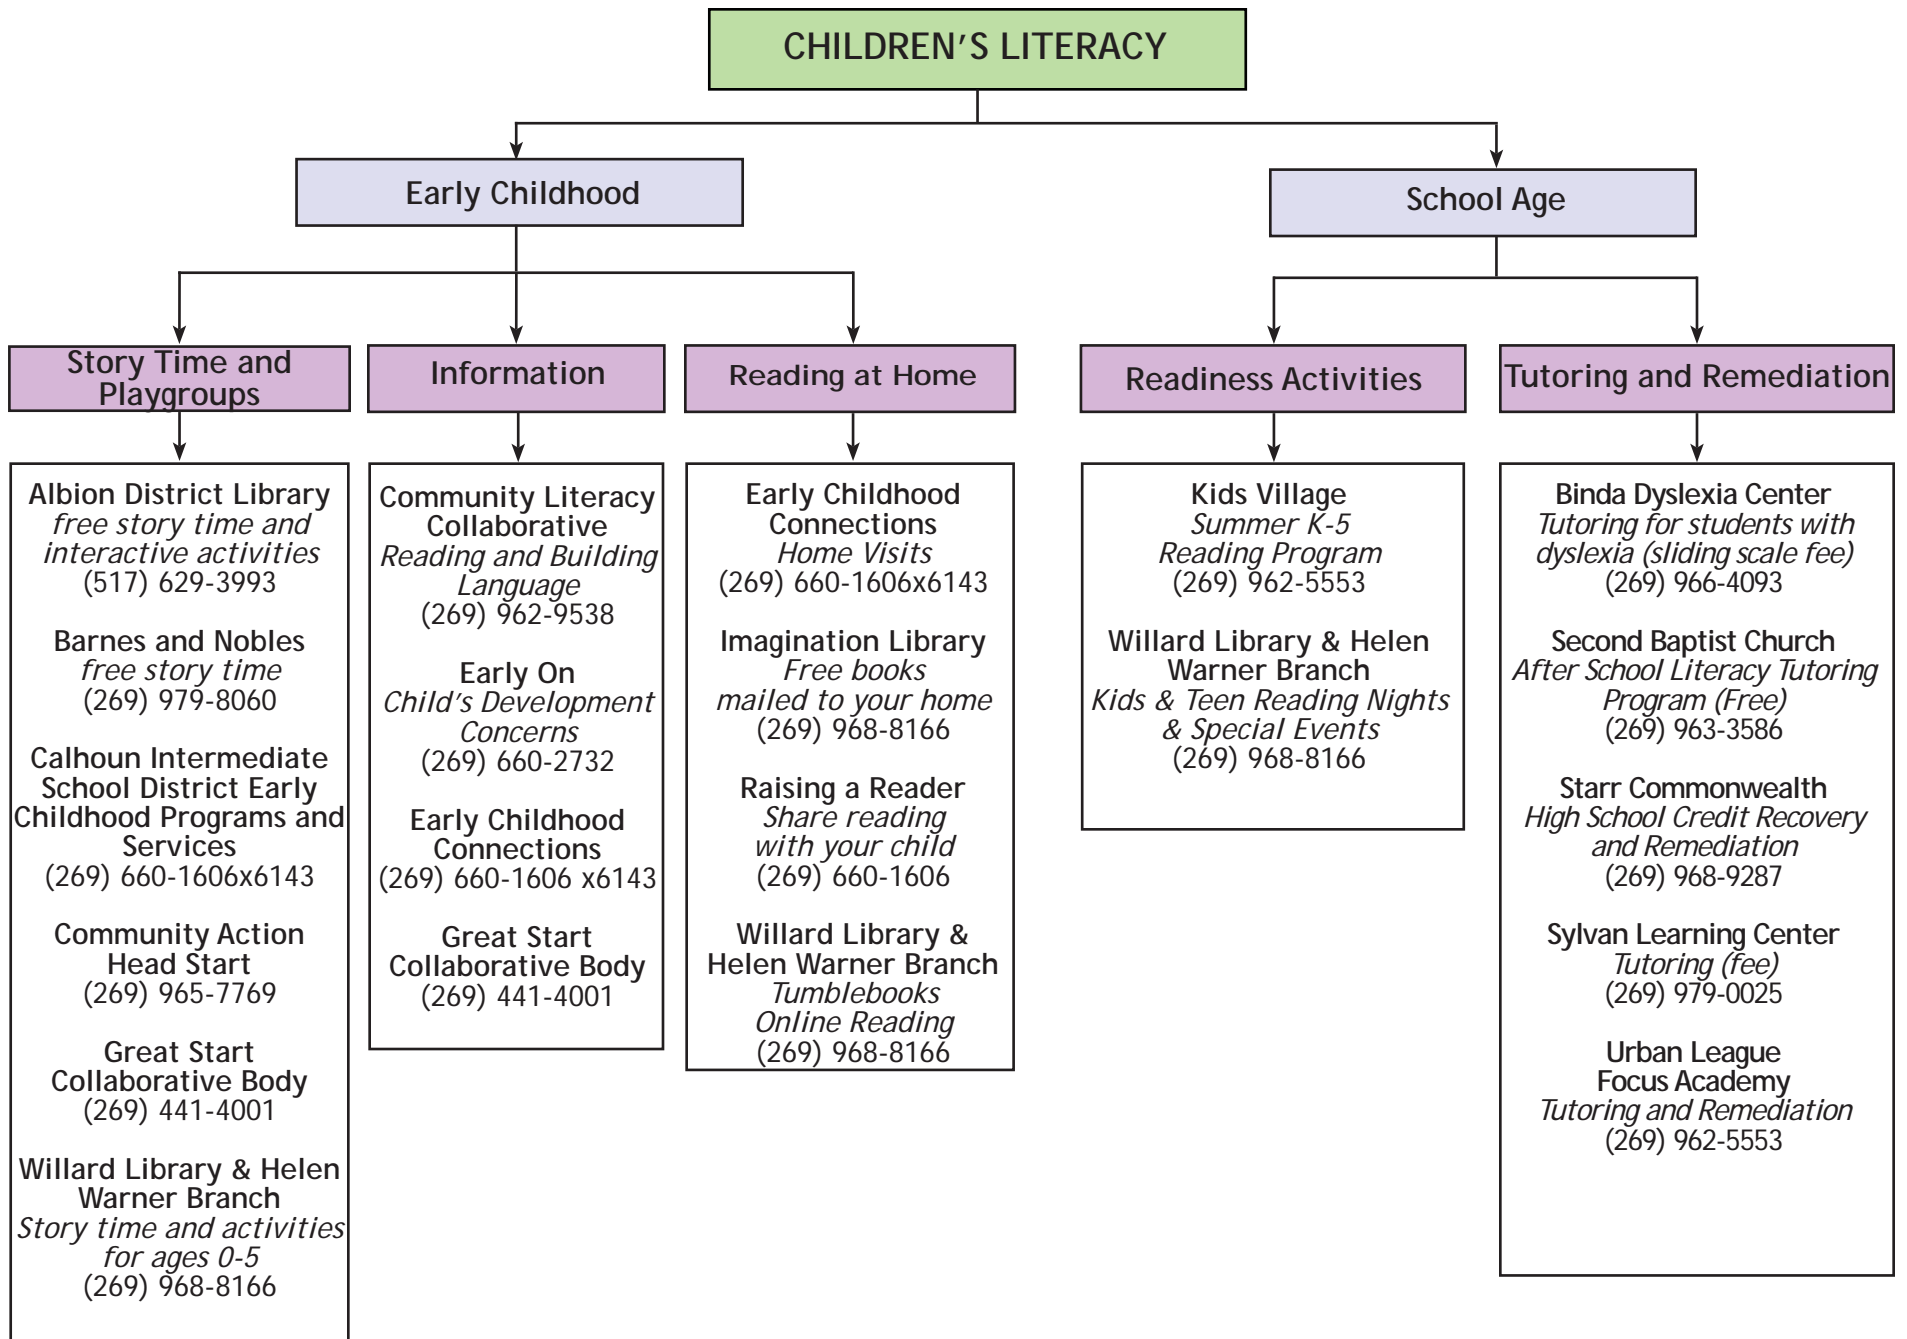 CHILDREN'S LITERACY
Early Childhood
School Age
Story Time and
Playgroups
Information
Reading at Home
Readiness Activities
Tutoring and Remediation
Albion District Library
free story time and
interactive activities
(517) 629-3993
Barnes and Nobles
free story time
(269) 979-8060
Calhoun Intermediate
School District Early
Childhood Programs and
Services
(269) 660-1606x6143
Community Action
Head Start
(269) 965-7769
Great Start
Collaborative Body
(269) 441-4001
Willard Library & Helen
Warner Branch
Story time and activities
for ages 0-5
(269) 968-8166
Community Literacy
Collaborative
Reading and Building
Language
(269) 962-9538
Early On
Child's Development
Concerns
(269) 660-2732
Early Childhood
Connections
(269) 660-1606 x6143
Great Start
Collaborative Body
(269) 441-4001
Early Childhood
Connections
Home Visits
(269) 660-1606x6143
Imagination Library
Free books
mailed to your home
(269) 968-8166
Raising a Reader
Share reading
with your child
(269) 660-1606
Willard Library &
Helen Warner Branch
Tumblebooks
Online Reading
(269) 968-8166
Kids Village
Summer K-5
Reading Program
(269) 962-5553
Willard Library & Helen
Warner Branch
Kids & Teen Reading Nights
& Special Events
(269) 968-8166
Binda Dyslexia Center
Tutoring for students with
dyslexia (sliding scale fee)
(269) 966-4093
Second Baptist Church
After School Literacy Tutoring
Program (Free)
(269) 963-3586
Starr Commonwealth
High School Credit Recovery
and Remediation
(269) 968-9287
Sylvan Learning Center
Tutoring (fee)
(269) 979-0025
Urban League
Focus Academy
Tutoring and Remediation
(269) 962-5553